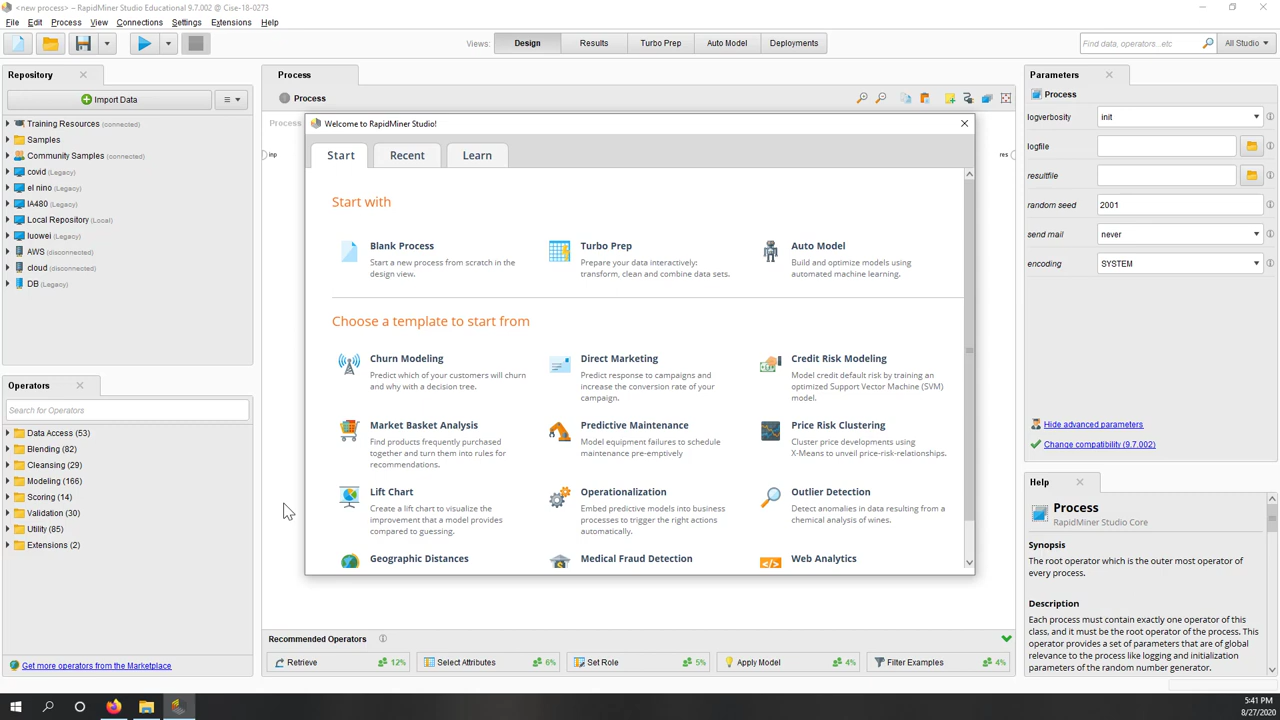 <new process> – RapidMiner Studio Educational 9.7.002 @ Cise-18-0273
File Edit Process View Connections Settings Extensions Help
Views: Design Results Turbo Prep Auto Model Deployments
Find data, operators...etc All Studio
Repository
Import Data
Training Resources (connected)
Samples
Community Samples (connected)
covid (Legacy)
el nino (Legacy)
IA480 (Legacy)
Local Repository (Local)
luowei (Legacy)
AWS (disconnected)
cloud (disconnected)
DB (Legacy)
Operators
Search for Operators
Data Access (53)
Blending (82)
Cleansing (29)
Modeling (166)
Scoring (14)
Validation (30)
Utility (85)
Extensions (2)
Get more operators from the Marketplace
Process
Process
Process
inp
res
Welcome to RapidMiner Studio!
Start Recent Learn
Start with
Blank Process
Start a new process from scratch in the
design view.
Turbo Prep
Prepare your data interactively:
transform, clean and combine data sets.
Auto Model
Build and optimize models using
automated machine learning.
Choose a template to start from
Churn Modeling
Predict which of your customers will churn
and why with a decision tree.
Direct Marketing
Predict response to campaigns and
increase the conversion rate of your
campaign.
Credit Risk Modeling
Model credit default risk by training an
optimized Support Vector Machine (SVM)
model.
Market Basket Analysis
Find products frequently purchased
together and turn them into rules for
recommendations.
Predictive Maintenance
Model equipment failures to schedule
maintenance pre-emptively
Price Risk Clustering
Cluster price developments using
X-Means to unveil price-risk-relationships.
Lift Chart
Create a lift chart to visualize the
improvement that a model provides
compared to guessing.
Operationalization
Embed predictive models into business
processes to trigger the right actions
automatically.
Outlier Detection
Detect anomalies in data resulting from a
chemical analysis of wines.
Geographic Distances
Medical Fraud Detection
Web Analytics
Recommended Operators
Retrieve 12%
Select Attributes 6%
Set Role 5%
Apply Model 4%
Filter Examples 4%
Parameters
Process
logverbosity init
logfile
resultfile
random seed 2001
send mail never
encoding SYSTEM
Hide advanced parameters
Change compatibility (9.7.002)
Help
Process
RapidMiner Studio Core
Synopsis
The root operator which is the outer most operator of
every process.
Description
Each process must contain exactly one operator of this
class, and it must be the root operator of the process. This
operator provides a set of parameters that are of global
relevance to the process like logging and initialization
parameters of the random number generator.
5:41 PM
8/27/2020